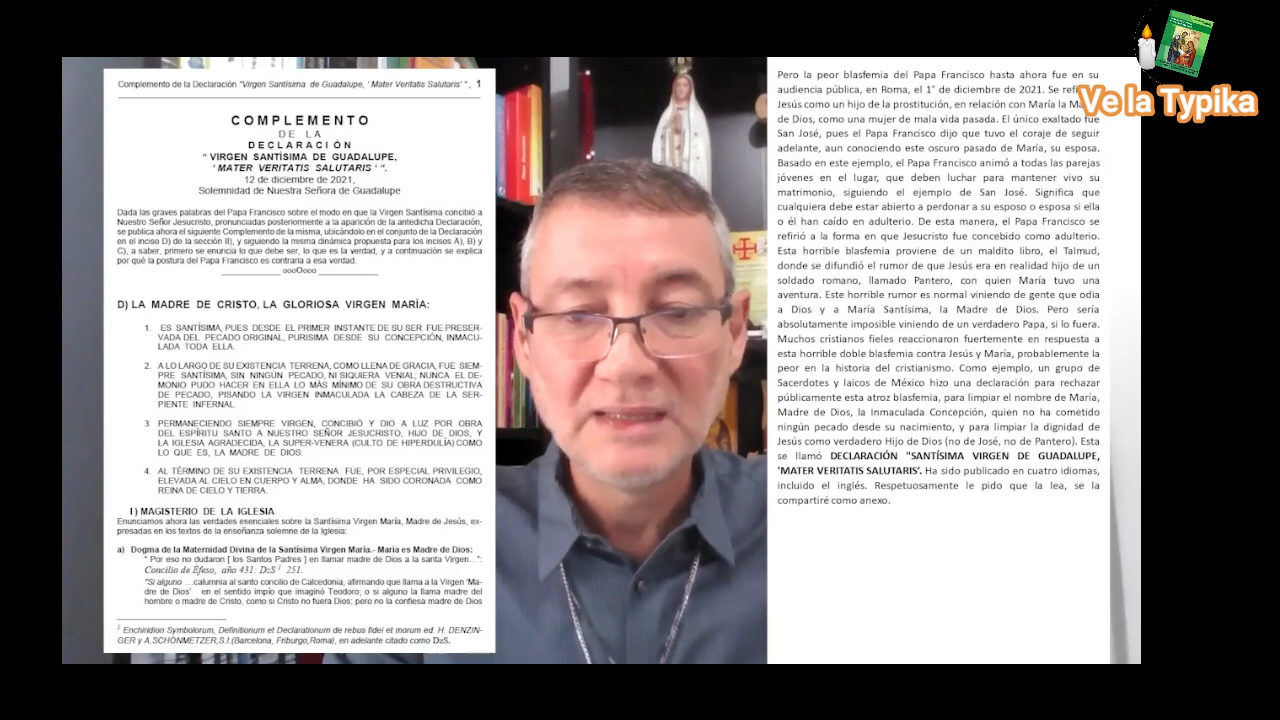 Complemento de la Declaración "Virgen Santísima de Guadalupe, ' Mater Veritatis Salutaris' " , 1
COMPLEMENTO
DE LA
DECLARACIÓN
" VIRGEN SANTÍSIMA DE GUADALUPE,
' MATER VERITATIS SALUTARIS ' ".
12 de diciembre de 2021,
Solemnidad de Nuestra Señora de Guadalupe
Dada las graves palabras del Papa Francisco sobre el modo en que la Virgen Santísima concibió a
Nuestro Señor Jesucristo, pronunciadas posteriormente a la aparición de la antedicha Declaración,
se publica ahora el siguiente Complemento de la misma, ubicándolo en el conjunto de la Declaración
en el inciso D) de la sección II), y siguiendo la misma dinámica propuesta para los incisos A), B) y
C), a saber, primero se enuncia lo que debe ser, lo que es la verdad, y a continuación se explica
por qué la postura del Papa Francisco es contraria a esa verdad.
oooOooo
D) LA MADRE DE CRISTO, LA GLORIOSA VIRGEN MARÍA:
1. ES SANTÍSIMA, PUES DESDE EL PRIMER INSTANTE DE SU SER FUE PRESER-
VADA DEL PECADO ORIGINAL, PURISIMA DESDE SU CONCEPCIÓN, INMACU-
LADA TODA ELLA.
2. A LO LARGO DE SU EXISTENCIA TERRENA, COMO LLENA DE GRACIA, FUE SIEM-
PRE SANTÍSIMA, SIN NINGÚN PECADO, NI SIQUIERA VENIAL; NUNCA EL DE-
MONIO PUDO HACER EN ELLA LO MÁS MÍNIMO DE SU OBRA DESTRUCTIVA
DE PECADO, PISANDO LA VIRGEN INMACULADA LA CABEZA DE LA SER-
PIENTE INFERNAL.
3. PERMANECIENDO SIEMPRE VIRGEN, CONCIBIÓ Y DIO A LUZ POR OBRA
DEL ESPÍRITU SANTO A NUESTRO SEÑOR JESUCRISTO, HIJO DE DIOS, Y
LA IGLESIA AGRADECIDA, LA SUPER-VENERA (CULTO DE HIPERDULÍA) COMO
LO QUE ES, LA MADRE DE DIOS.
4. AL TÉRMINO DE SU EXISTENCIA TERRENA FUE, POR ESPECIAL PRIVILEGIO,
ELEVADA AL CIELO EN CUERPO Y ALMA, DONDE HA SIDO CORONADA COMO
REINA DE CIELO Y TIERRA.
I ) MAGISTERIO DE LA IGLESIA
Enunciamos ahora las verdades esenciales sobre la Santísima Virgen María, Madre de Jesús, ex-
presadas en los textos de la enseñanza solemne de la Iglesia:
a) Dogma de la Maternidad Divina de la Santísima Virgen María.- María es Madre de Dios:
" Por eso no dudaron [ los Santos Padres ] en llamar madre de Dios a la santa Virgen…":
Concilio de Éfeso, año 431: DzS 1 251.
"Si alguno …calumnia al santo concilio de Calcedonia, afirmando que llama a la Virgen 'Ma-
dre de Dios' en el sentido impío que imaginó Teodoro; o si alguno la llama madre del
hombre o madre de Cristo, como si Cristo no fuera Dios; pero no la confiesa madre de Dios
1 Enchiridion Symbolorum, Definitionum et Declarationum de rebus fidei et morum ed. H. DENZIN-
GER y A.SCHONMETZER,S.I.(Barcelona, Friburgo,Roma), en adelante citado como DzS.
Pero la peor blasfemia del Papa Francisco hasta ahora fue en su
audiencia pública, en Roma, el 1° de diciembre de 2021. Se
Jesús como un hijo de la prostitución, en relación con María la
de Dios, como una mujer de mala vida pasada. El único exaltado fue
San José, pues el Papa Francisco dijo que tuvo el coraje de seguir
adelante, aun conociendo este oscuro pasado de María, su esposa.
Basado en este ejemplo, el Papa Francisco animó a todas las parejas
jóvenes en el lugar, que deben luchar para mantener vivo su
matrimonio, siguiendo el ejemplo de San José. Significa que
cualquiera debe estar abierto a perdonar a su esposo o esposa si ella
o él han caído en adulterio. De esta manera, el Papa Francisco se
refirió a la forma en que Jesucristo fue concebido como adulterio.
Esta horrible blasfemia proviene de un maldito libro, el Talmud,
donde se difundió el rumor de que Jesús era en realidad hijo de un
soldado romano, llamado Pantero, con quien María tuvo una
aventura. Este horrible rumor es normal viniendo de gente que odia
a Dios y a María Santísima, la Madre de Dios. Pero sería
absolutamente imposible viniendo de un verdadero Papa, si lo fuera.
Muchos cristianos fieles reaccionaron fuertemente en respuesta a
esta horrible doble blasfemia contra Jesús y María, probablemente la
peor en la historia del cristianismo. Como ejemplo, un grupo de
Sacerdotes y laicos de México hizo una declaración para rechazar
públicamente esta atroz blasfemia, para limpiar el nombre de María,
Madre de Dios, la Inmaculada Concepción, quien no ha cometido
ningún pecado desde su nacimiento, y para limpiar la dignidad de
Jesús como verdadero Hijo de Dios (no de José, no de Pantero). Esta
se llamó DECLARACIÓN "SANTÍSIMA VIRGEN DE GUADALUPE,
'MATER VERITATIS SALUTARIS'. Ha sido publicado en cuatro idiomas,
incluido el inglés. Respetuosamente le pido que la lea, se la
compartiré como anexo.
Ve la Typika